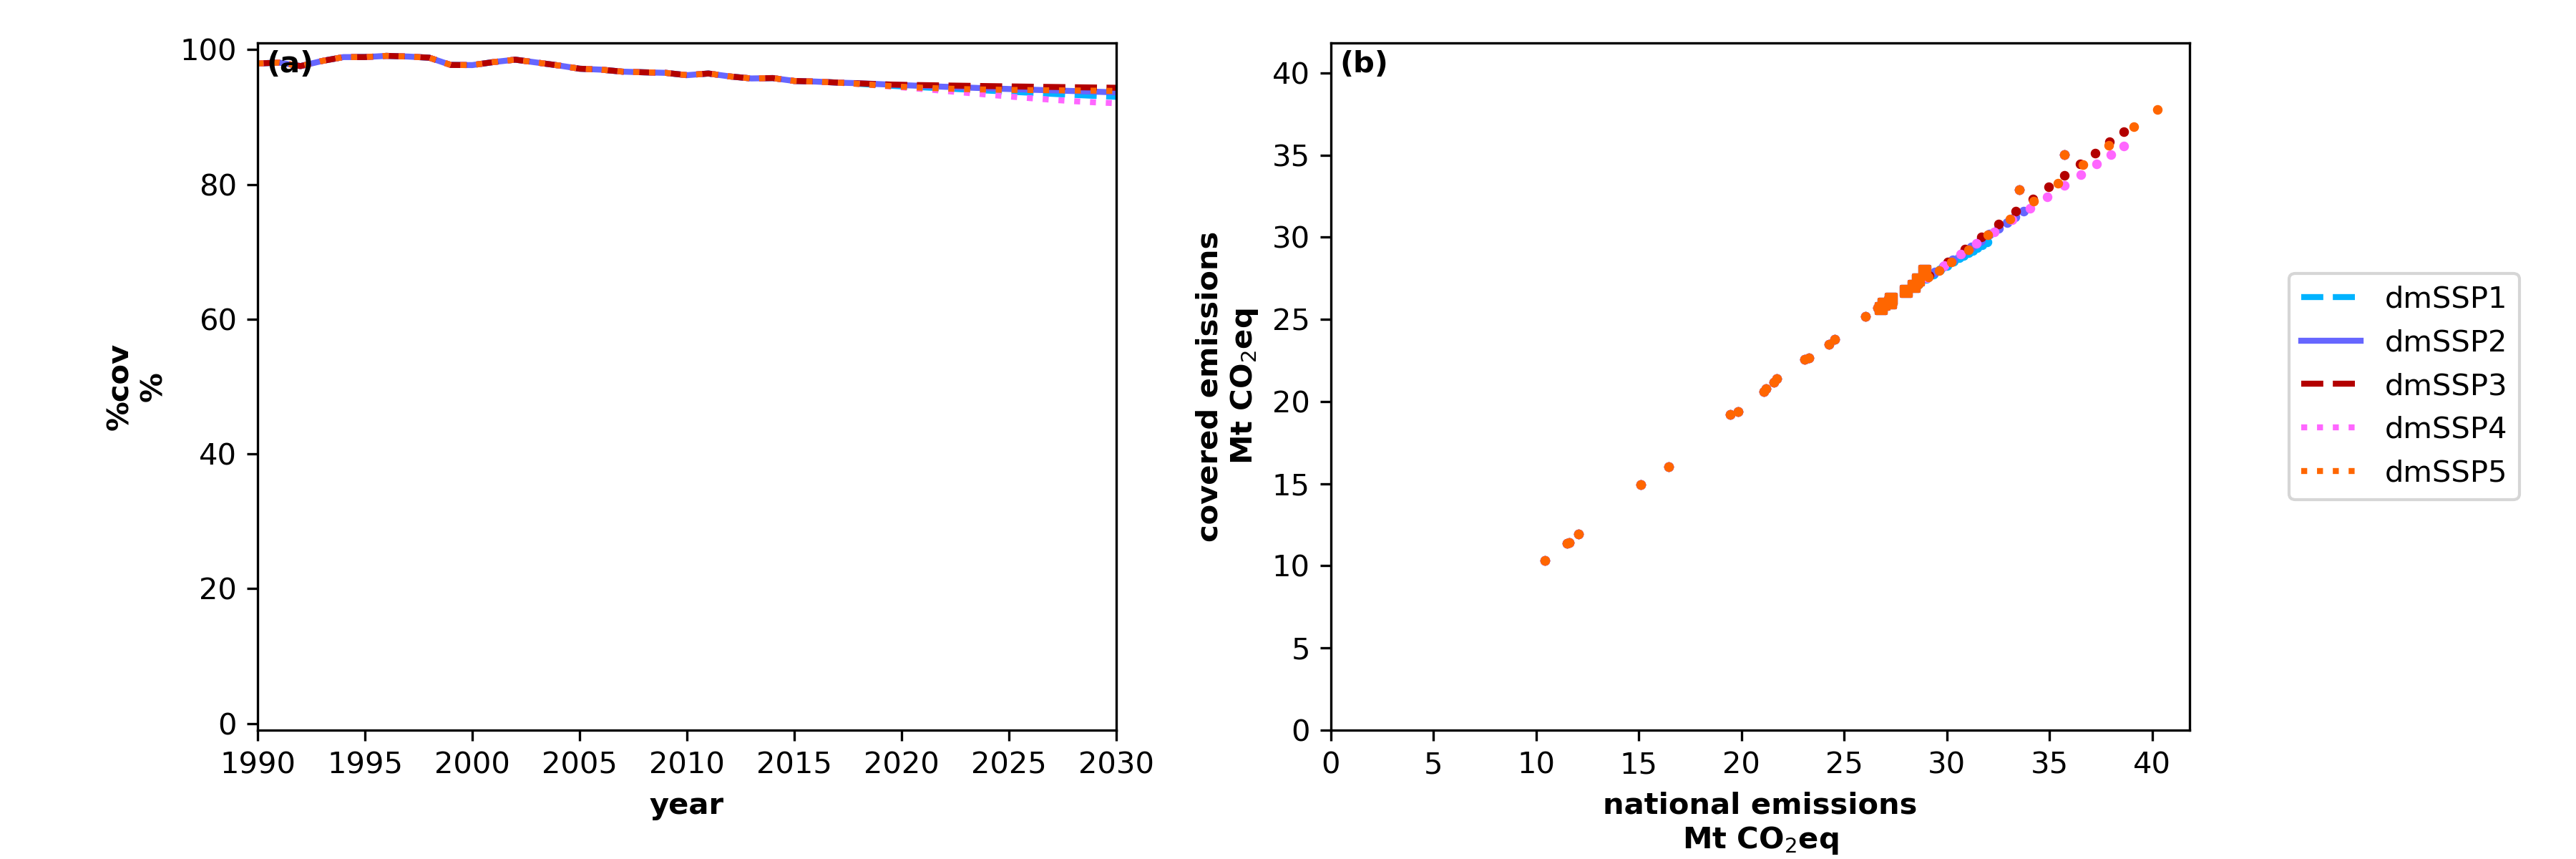 (a)
100
80
60
40
20
0
%cov
%
1990 1995 2000 2005 2010 2015 2020 2025 2030
year
(b)
40
35
30
25
20
15
10
5
0
covered emissions
Mt CO₂eq
0 5 10 15 20 25 30 35 40
national emissions
Mt CO₂eq
dmSSP1
dmSSP2
dmSSP3
dmSSP4
dmSSP5